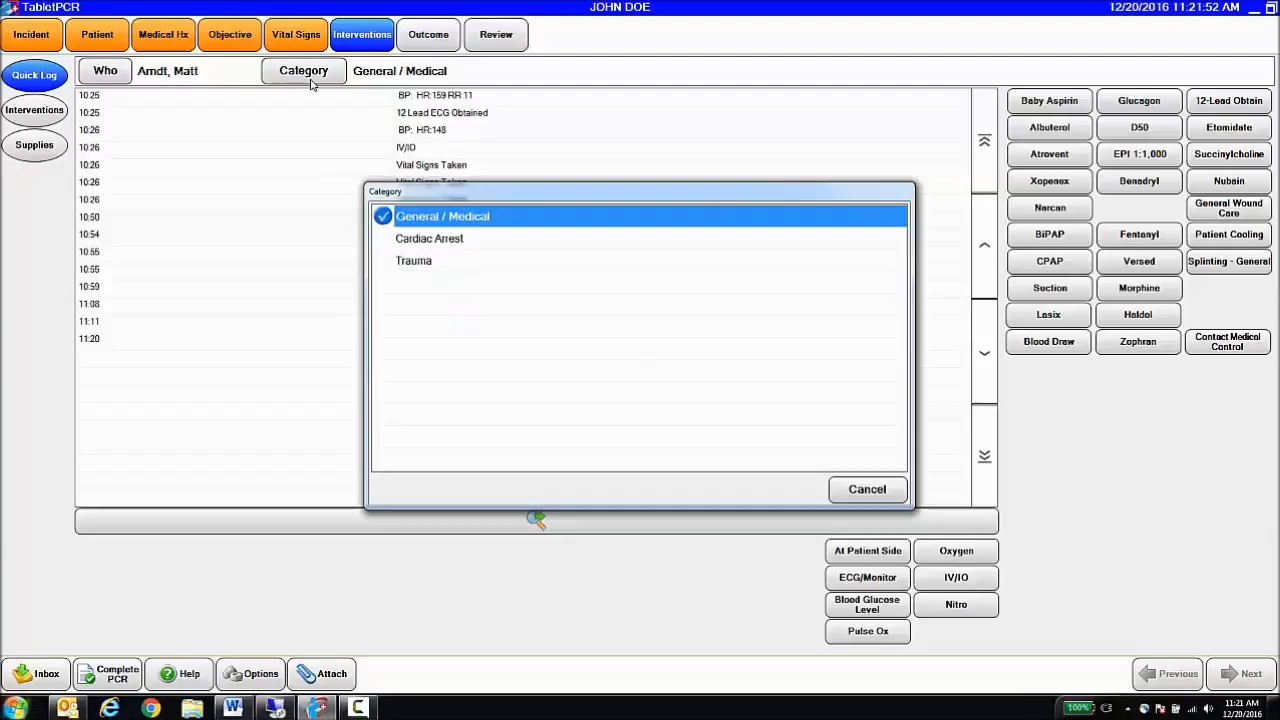 TabletPCR JOHN DOE 12/20/2016 11:21:52 AM
Incident Patient Medical Hx Objective Vital Signs Interventions Outcome Review
Quick Log Who Arndt, Matt Category General / Medical
Interventions
Supplies
10:25 BP: HR:159 RR:11
10:25 12 Lead ECG Obtained
10:26 BP: HR:148
10:26 IV/IO
10:26 Vital Signs Taken
10:26 Vital Signs Taken
10:26
10:50
10:54
10:55
10:55
10:59
11:08
11:11
11:20
Category
General / Medical
Cardiac Arrest
Trauma
Cancel
Baby Aspirin Glucagon 12-Lead Obtain
Albuterol D50 Etomidate
Atrovent EPI 1:1,000 Succinylcholine
Xopenex Benadryl Nubain
Narcan General Wound
Care
BiPAP Fentanyl Patient Cooling
CPAP Versed Splinting - General
Suction Morphine
Lasix Haldol
Blood Draw Zophran Contact Medical
Control
At Patient Side Oxygen
ECG/Monitor IV/IO
Blood Glucose
Level Nitro
Pulse Ox
Inbox Complete
PCR Help Options Attach Previous Next
100% 11:21 AM
12/20/2016